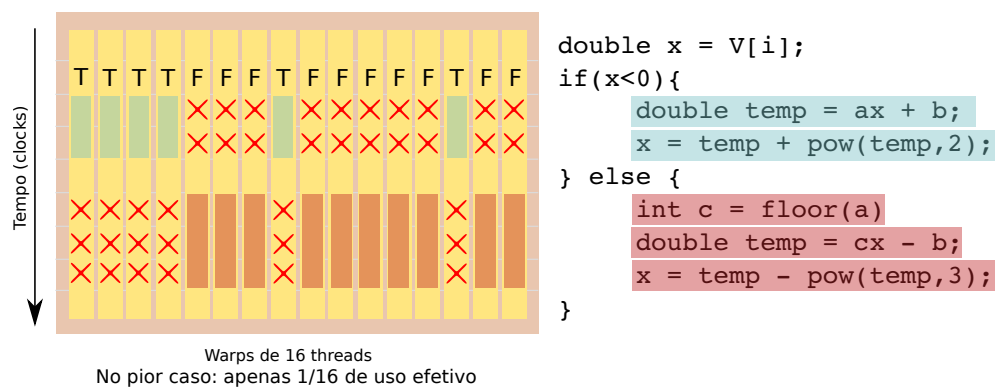 Tempo (clocks)
T T T T F F F T F F F F F T F F
Warps de 16 threads
No pior caso: apenas 1/16 de uso efetivo
double x = V[i];
if(x<0){
double temp = ax + b;
x = temp + pow(temp,2);
} else {
int c = floor(a)
double temp = cx - b;
x = temp - pow(temp,3);
}